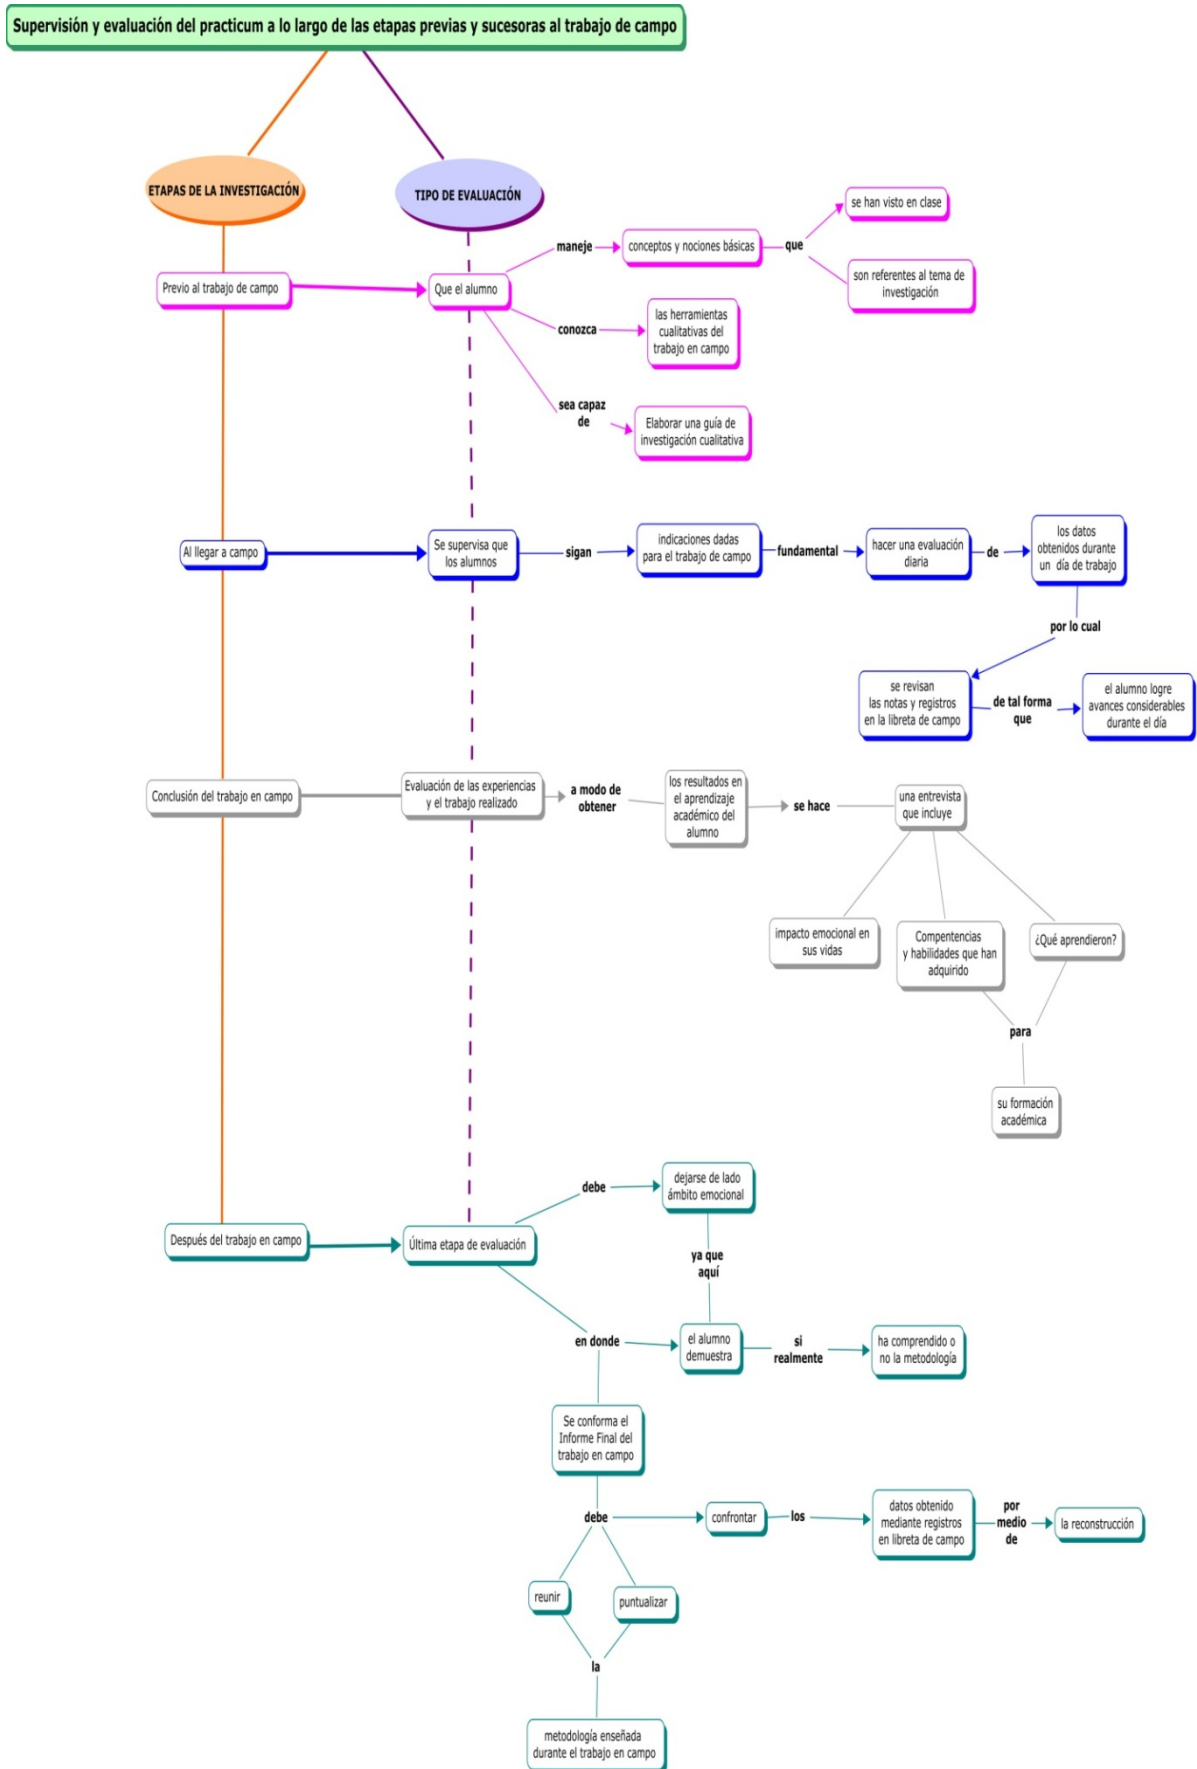 Supervisión y evaluación del practicum a lo largo de las etapas previas y sucesoras al trabajo de campo
ETAPAS DE LA INVESTIGACIÓN
TIPO DE EVALUACIÓN
Previo al trabajo de campo
Que el alumno
maneje
conceptos y nociones básicas
que
se han visto en clase
son referentes al tema de
investigación
conozca
las herramientas
cualitativas del
trabajo en campo
sea capaz
de
Elaborar una guía de
investigación cualitativa
Al llegar a campo
Se supervisa que
los alumnos
sigan
indicaciones dadas
para el trabajo de campo
fundamental
hacer una evaluación
diaria
de
los datos
obtenidos durante
un día de trabajo
por lo cual
se revisan
las notas y registros
en la libreta de campo
de tal forma
que
el alumno logre
avances considerables
durante el día
Conclusión del trabajo en campo
Evaluación de las experiencias
y el trabajo realizado
a modo de
obtener
los resultados en
el aprendizaje
académico del
alumno
se hace
una entrevista
que incluye
impacto emocional en
sus vidas
Compentencias
y habilidades que han
adquirido
¿Qué aprendieron?
para
su formación
académica
Después del trabajo en campo
Última etapa de evaluación
debe
dejarse de lado
ámbito emocional
ya que
aquí
en donde
el alumno
demuestra
si
realmente
ha comprendido o
no la metodología
Se conforma el
Informe Final del
trabajo en campo
debe
confrontar
los
datos obtenido
mediante registros
en libreta de campo
por
medio
de
la reconstrucción
reunir
puntualizar
la
metodología enseñada
durante el trabajo en campo